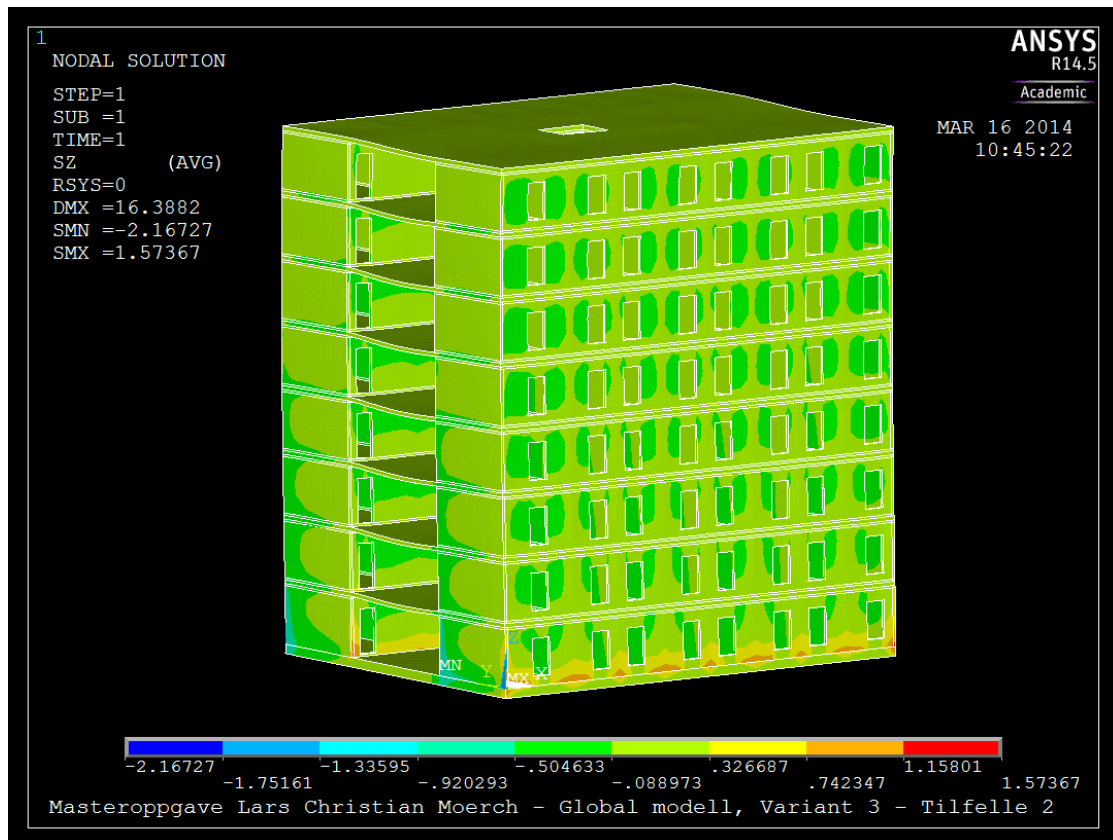 1
NODAL SOLUTION
STEP=1
SUB =1
TIME=1
SZ (AVG)
RSYS=0
DMX =16.3882
SMN =-2.16727
SMX =1.57367
ANSYS
R14.5
Academic
MAR 16 2014
10:45:22
Z
MN Y MX X
-2.16727 -1.33595 -.504633 .326687 1.15801
-1.75161 -.920293 -.088973 .742347 1.57367
Masteroppgave Lars Christian Moerch - Global modell, Variant 3 - Tilfelle 2